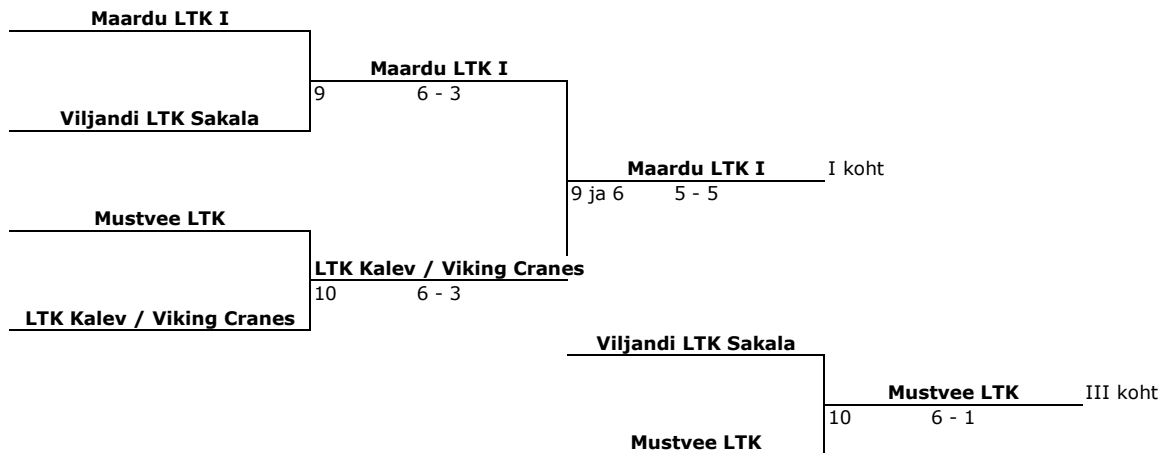 Maardu LTK I
Maardu LTK I
9 6 - 3
Viljandi LTK Sakala
Maardu LTK I I koht
9 ja 6 5 - 5
Mustvee LTK
LTK Kalev / Viking Cranes
10 6 - 3
LTK Kalev / Viking Cranes
Viljandi LTK Sakala
Mustvee LTK III koht
10 6 - 1
Mustvee LTK